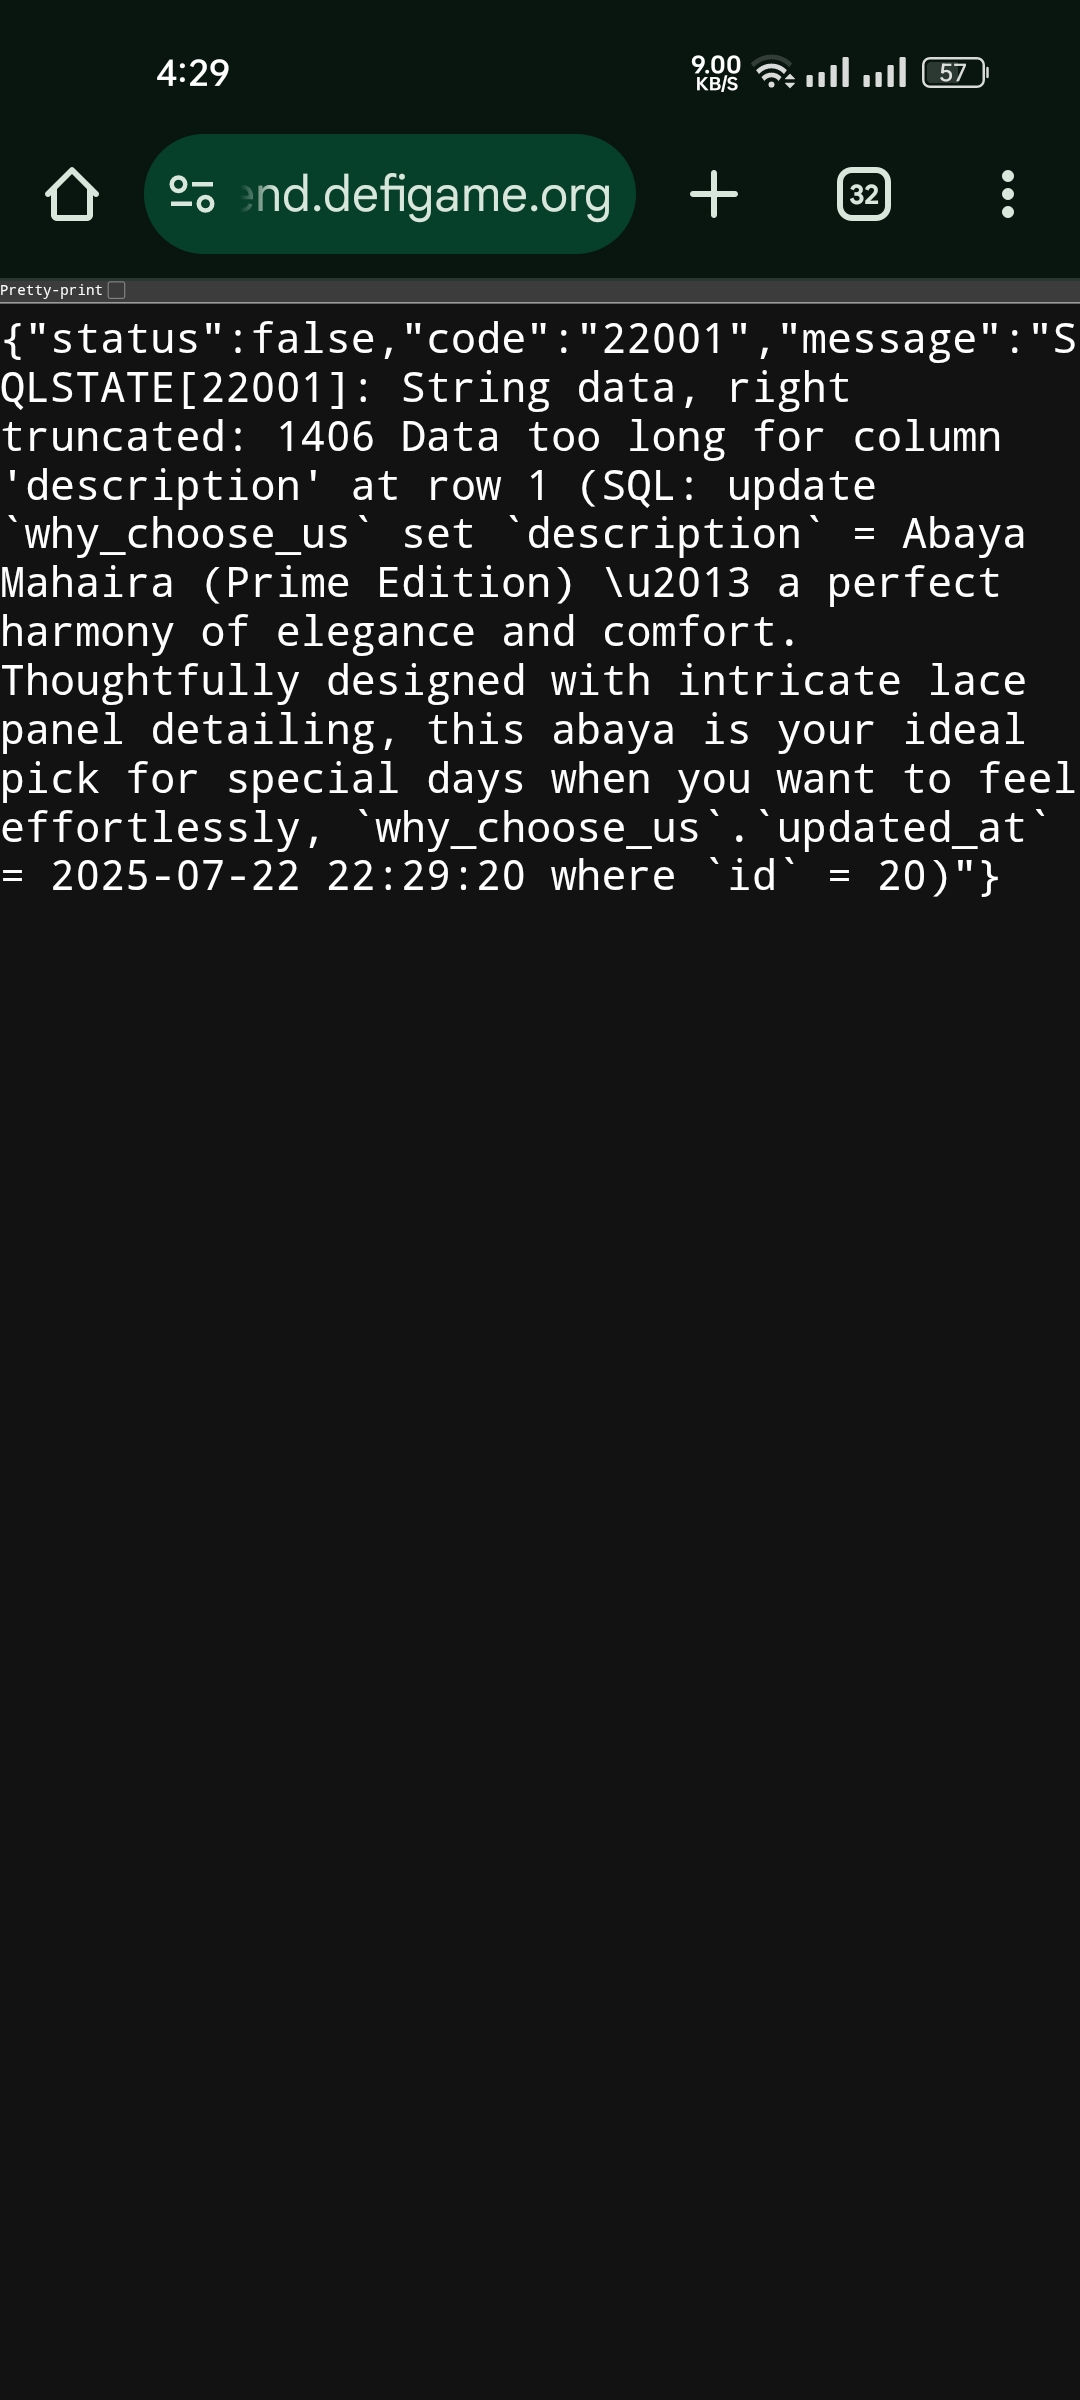 4:29
9.00
KB/S
57
end.defigame.org
32
Pretty-print
{"status":false,"code":"22001","message":"S
QLSTATE[22001]: String data, right
truncated: 1406 Data too long for column
'description' at row 1 (SQL: update
`why_choose_us` set `description` = Abaya
Mahaira (Prime Edition) \u2013 a perfect
harmony of elegance and comfort.
Thoughtfully designed with intricate lace
panel detailing, this abaya is your ideal
pick for special days when you want to feel
effortlessly, `why_choose_us`.`updated_at`
= 2025-07-22 22:29:20 where `id` = 20)"}